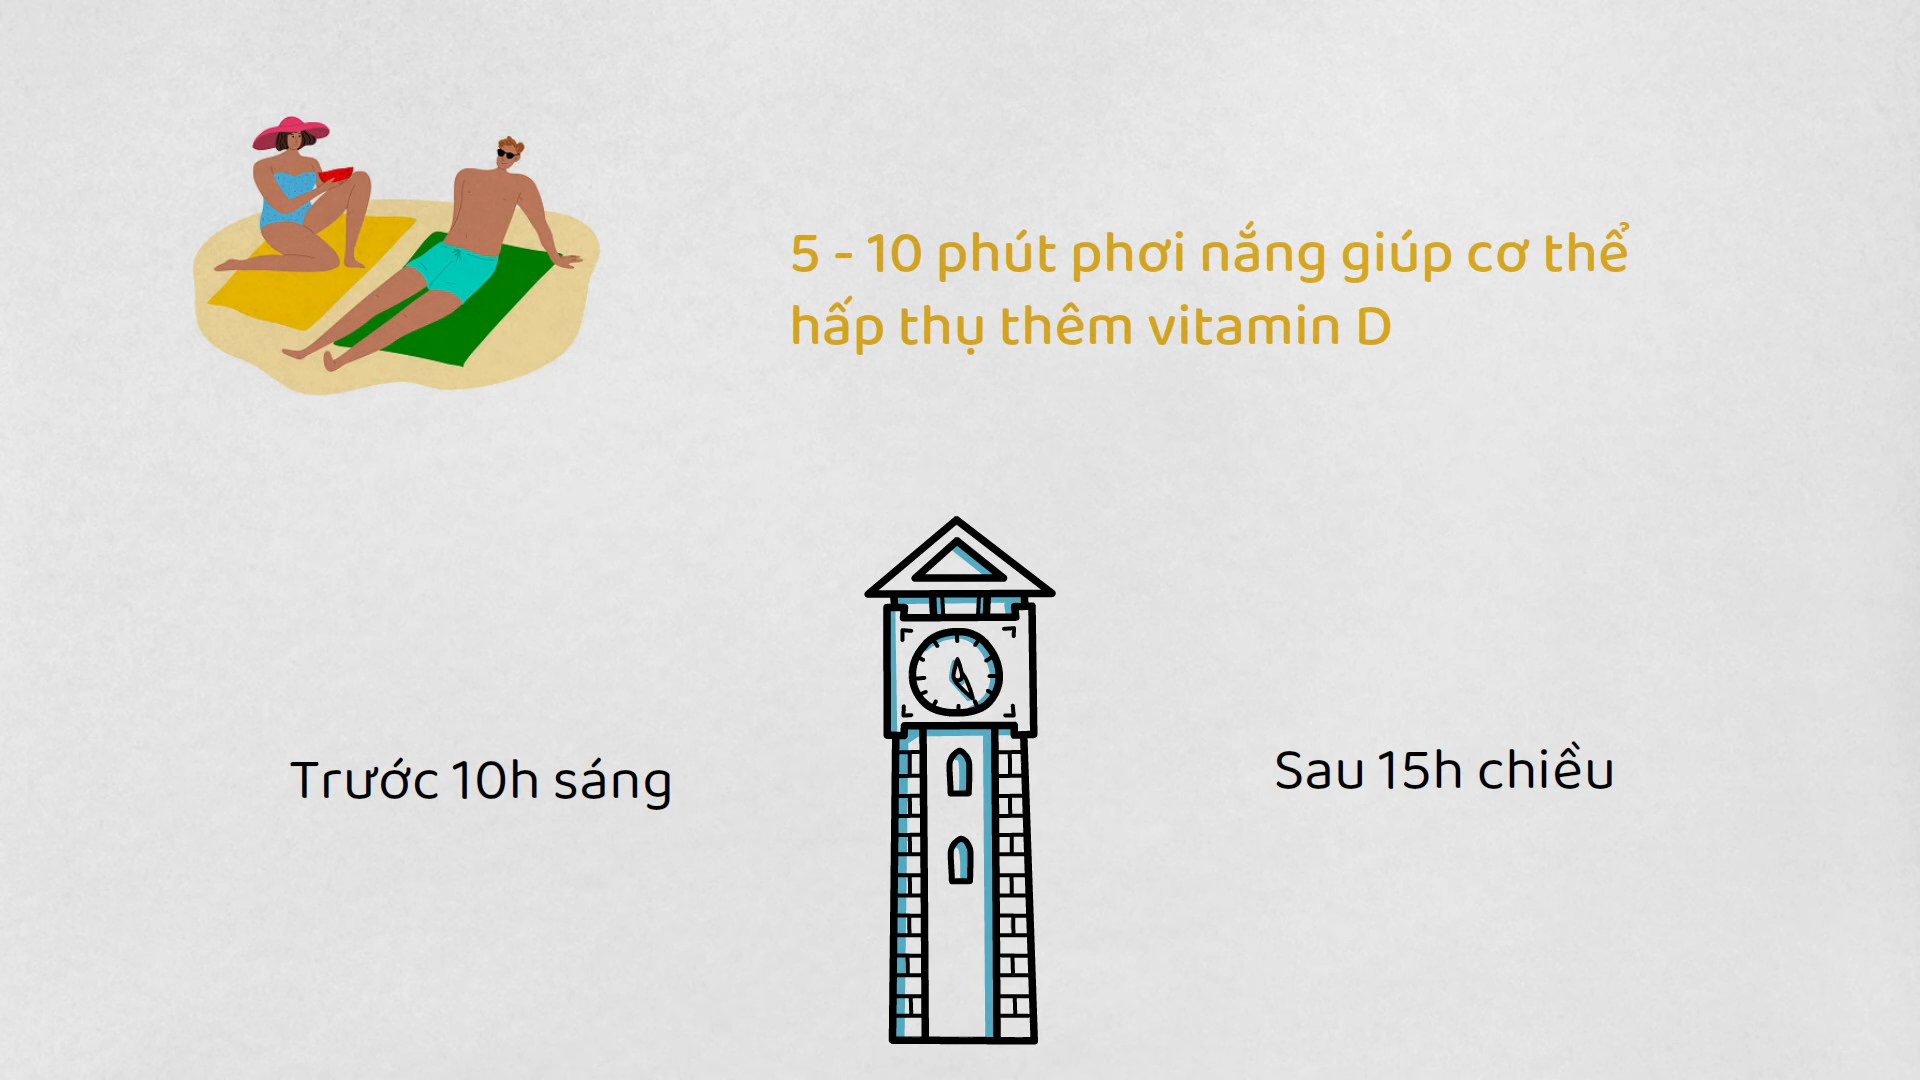 5 - 10 phút phơi nắng giúp cơ thể
hấp thụ thêm vitamin D
Trước 10h sáng
Sau 15h chiều